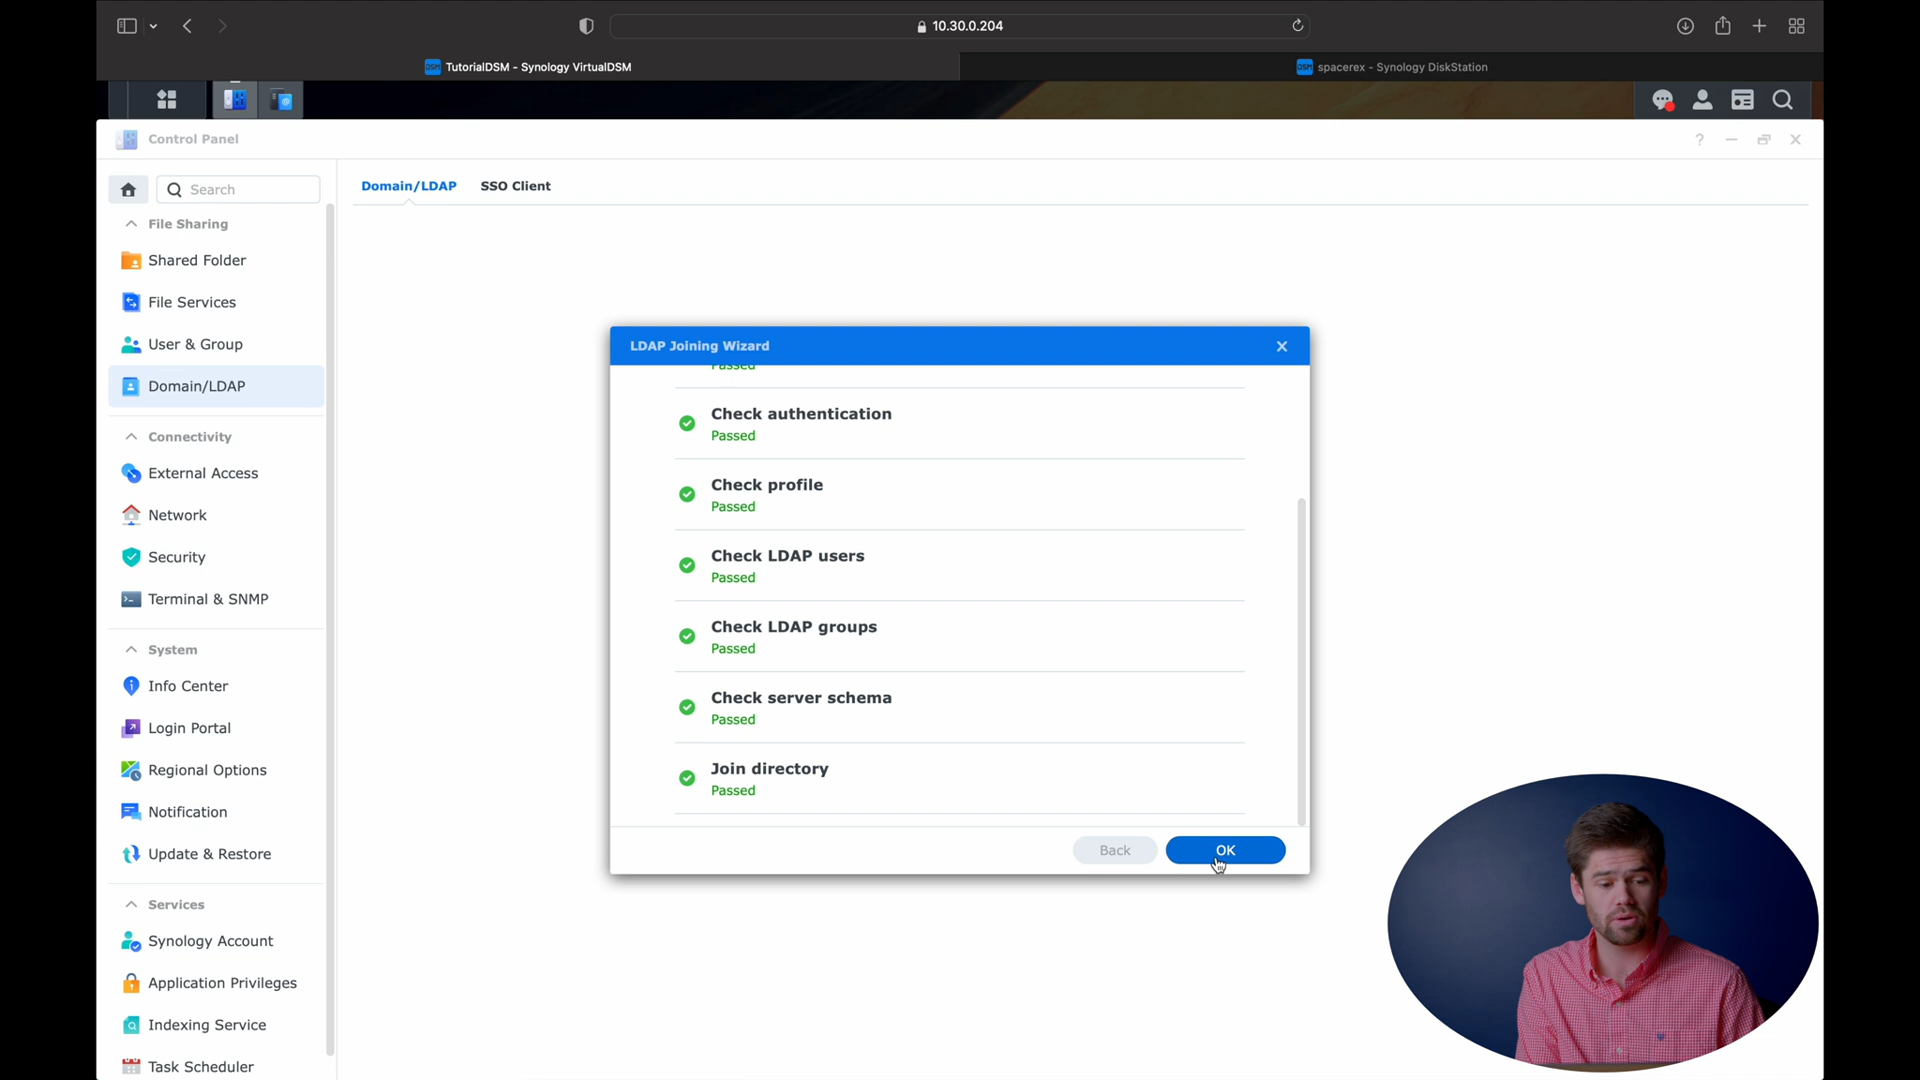 10.30.0.204
DSM TutorialDSM - Synology VirtualDSM
DSM spacerex - Synology DiskStation
Control Panel
?
Search
File Sharing
Shared Folder
File Services
User & Group
Domain/LDAP
Connectivity
External Access
Network
Security
Terminal & SNMP
System
Info Center
Login Portal
Regional Options
Notification
Update & Restore
Services
Synology Account
Application Privileges
Indexing Service
Task Scheduler
Domain/LDAP SSO Client
LDAP Joining Wizard
Passed
Check authentication
Passed
Check profile
Passed
Check LDAP users
Passed
Check LDAP groups
Passed
Check server schema
Passed
Join directory
Passed
Back OK